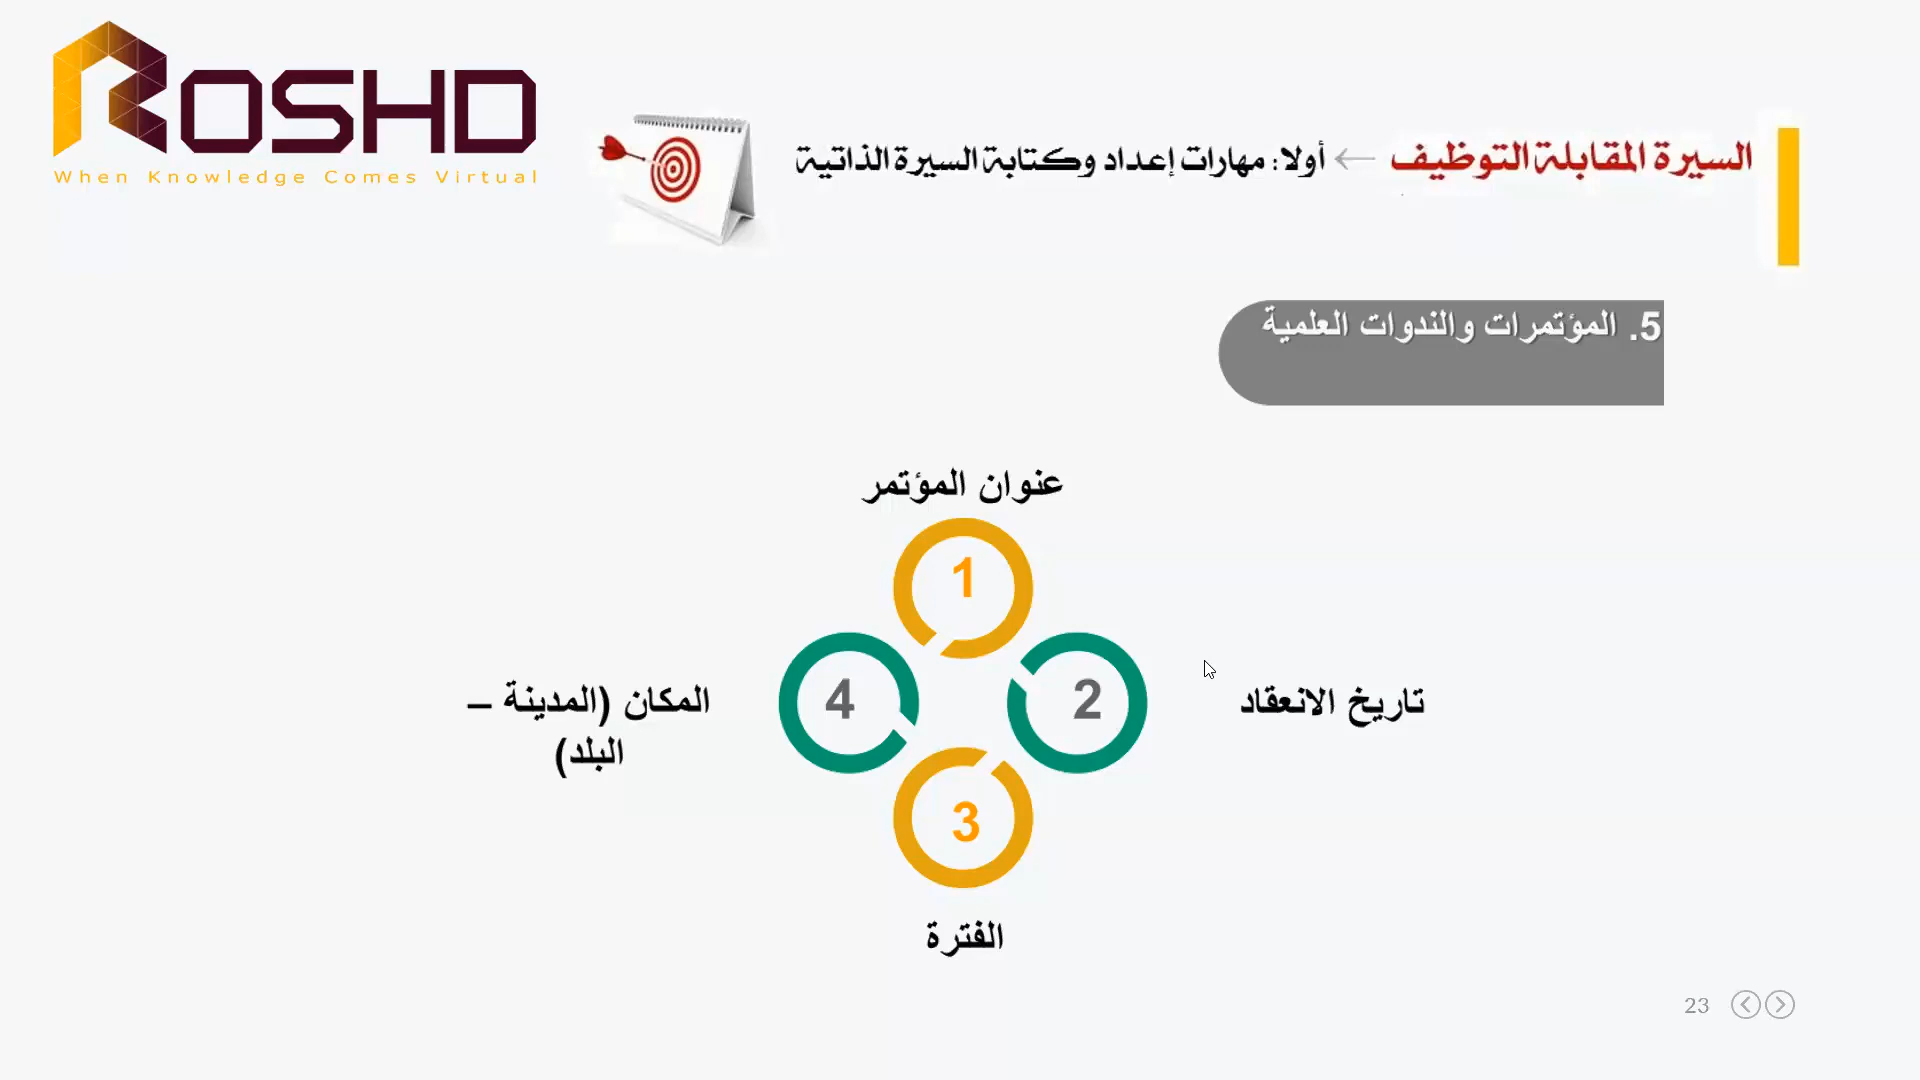 ROSHD
When Knowledge Comes Virtual
السيرة المقابلة التوظيف ← أولا: مهارات إعداد وكتابة السيرة الذاتية
5. المؤتمرات والندوات العلمية
عنوان المؤتمر
1
2
تاريخ الانعقاد
3
الفترة
4
المكان (المدينة –
البلد)
23